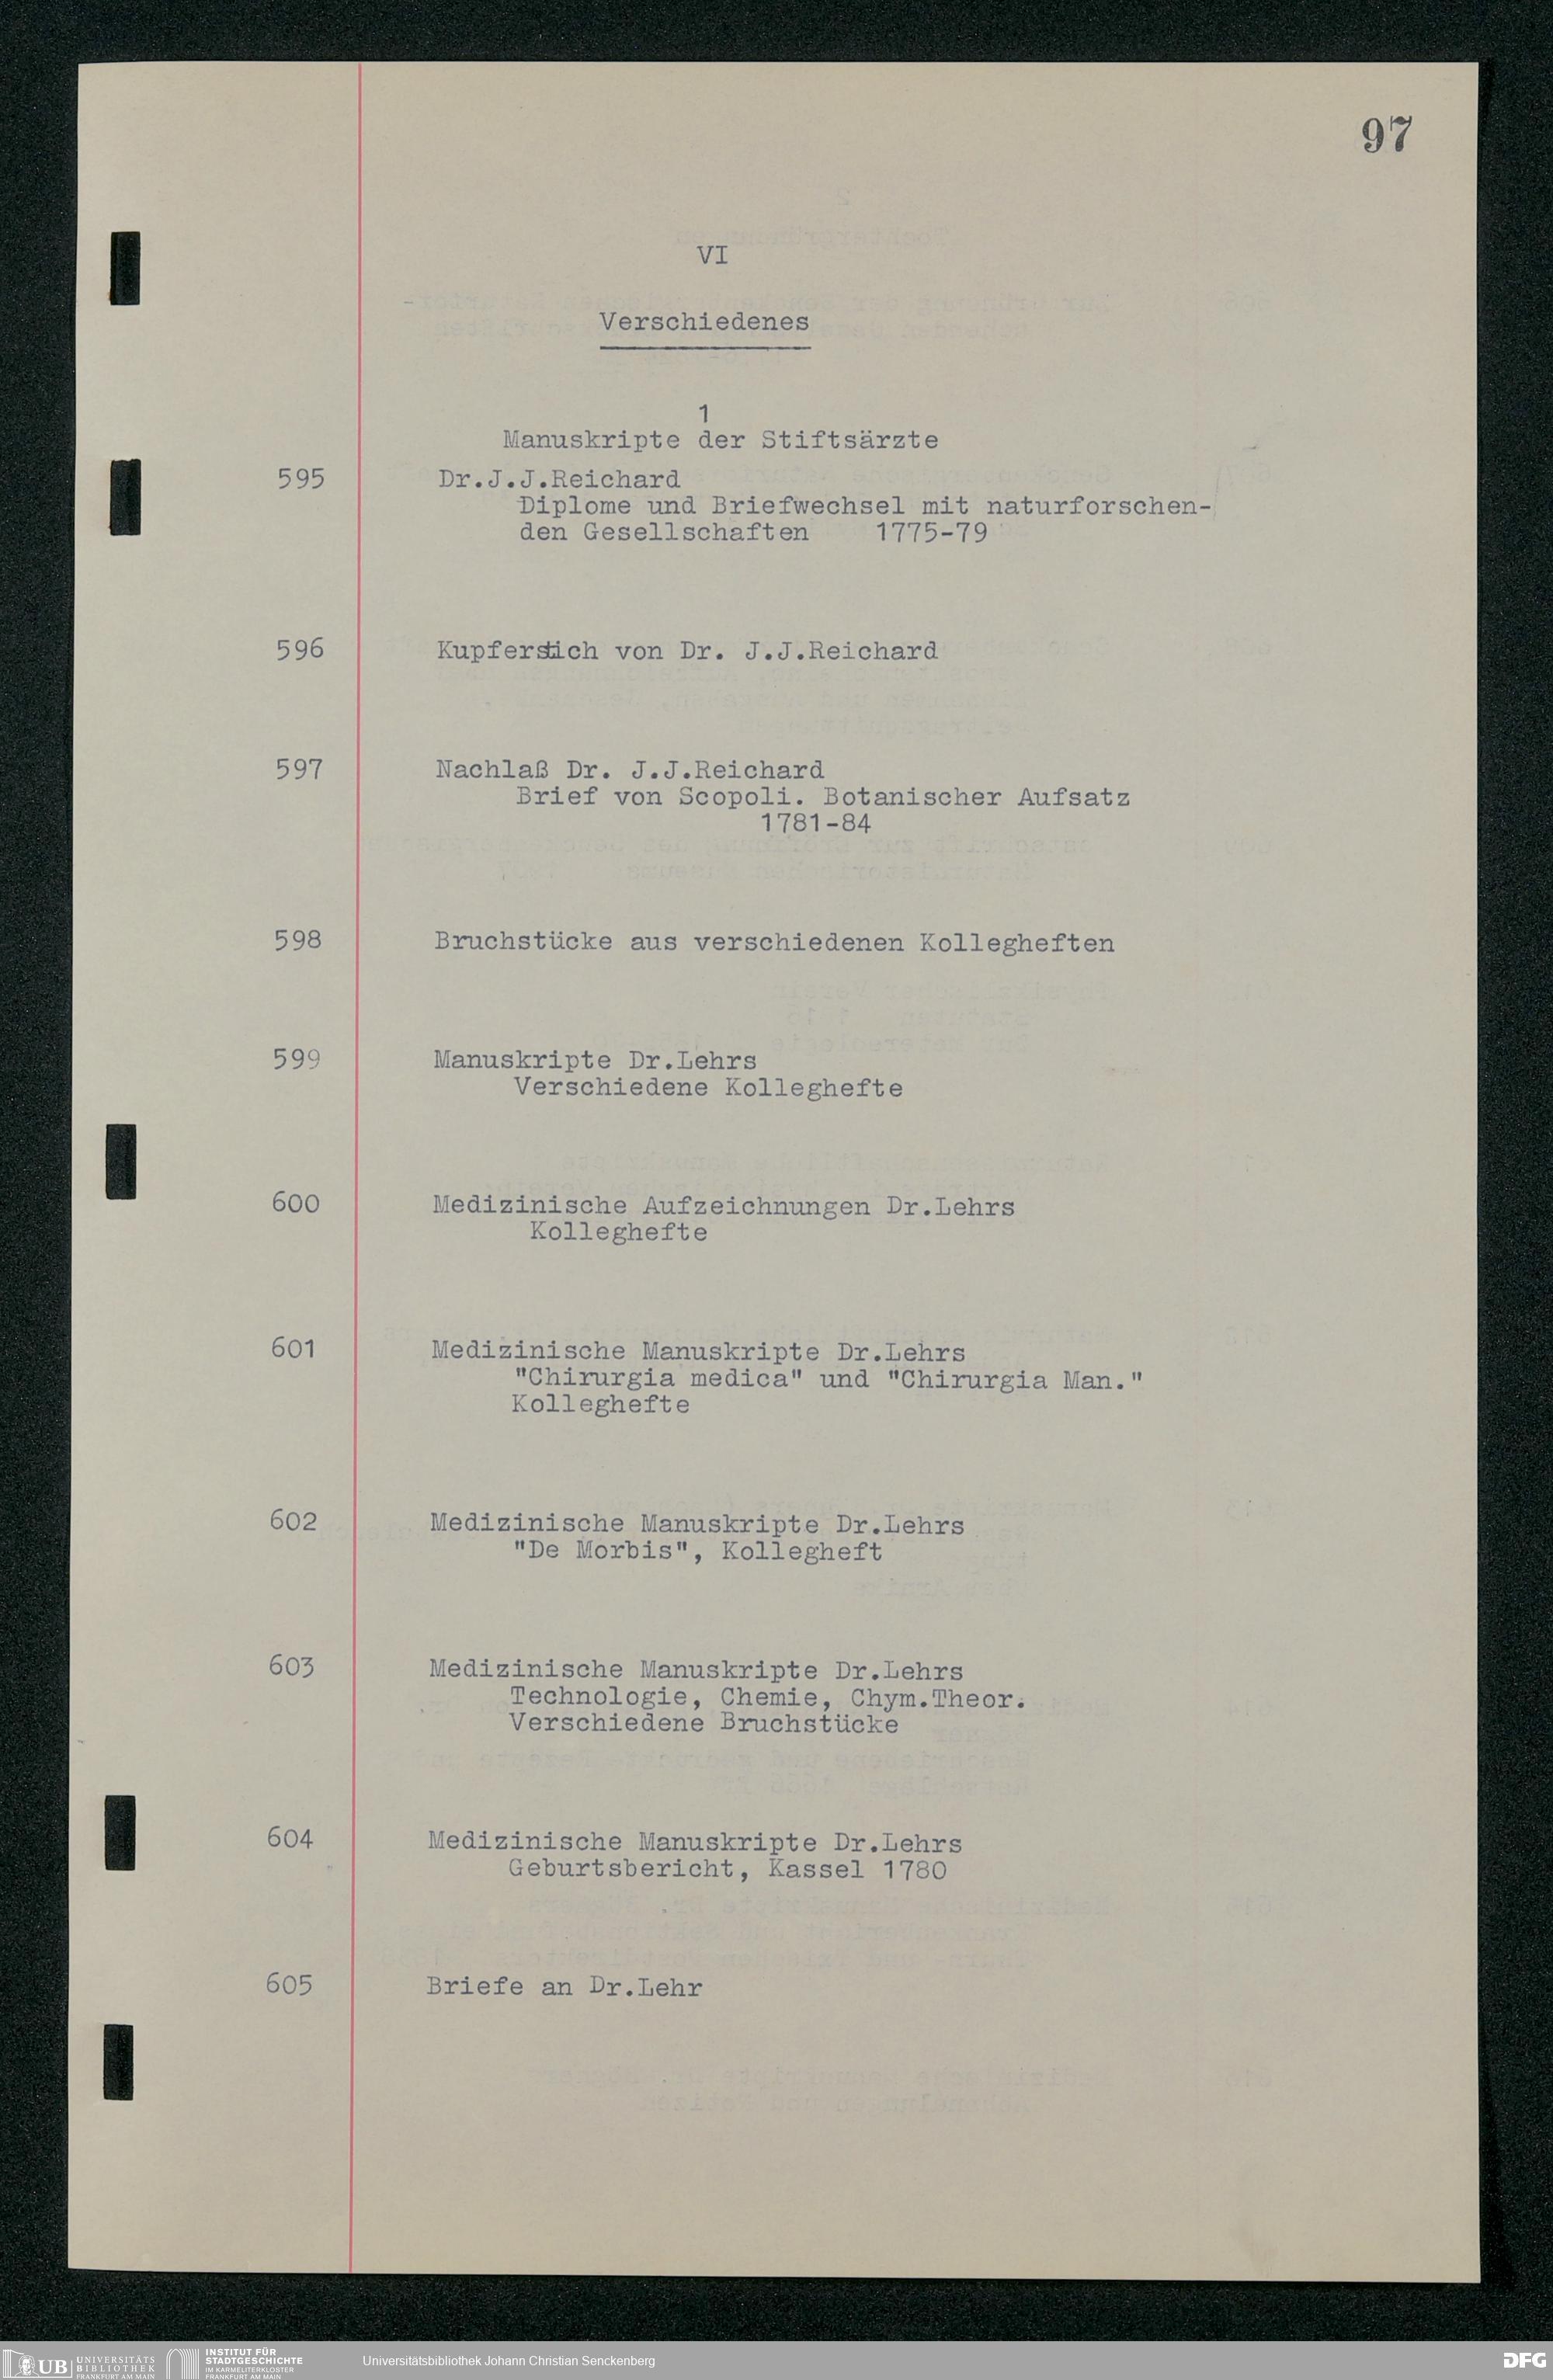 97
VI
Verschiedenes
1
Manuskripte der Stiftsärzte
595 Dr.J.J.Reichard
Diplome und Briefwechsel mit naturforschen-
den Gesellschaften 1775-79
596 Kupferstich von Dr. J.J.Reichard
597 Nachlaß Dr. J.J.Reichard
Brief von Scopoli. Botanischer Aufsatz
1781-84
598 Bruchstücke aus verschiedenen Kollegheften
599 Manuskripte Dr.Lehrs
Verschiedene Kolleghefte
600 Medizinische Aufzeichnungen Dr.Lehrs
Kolleghefte
601 Medizinische Manuskripte Dr.Lehrs
"Chirurgia medica" und "Chirurgia Man."
Kolleghefte
602 Medizinische Manuskripte Dr.Lehrs
"De Morbis", Kollegheft
603 Medizinische Manuskripte Dr.Lehrs
Technologie, Chemie, Chym.Theor.
Verschiedene Bruchstücke
604 Medizinische Manuskripte Dr.Lehrs
Geburtsbericht, Kassel 1780
605 Briefe an Dr.Lehr
UB UNIVERSITÄTS
BIBLIOTHEK
FRANKFURT AM MAIN
INSTITUT FÜR
STADTGESCHICHTE
IM KARMELITERKLOSTER
FRANKFURT AM MAIN
Universitätsbibliothek Johann Christian Senckenberg
DFG